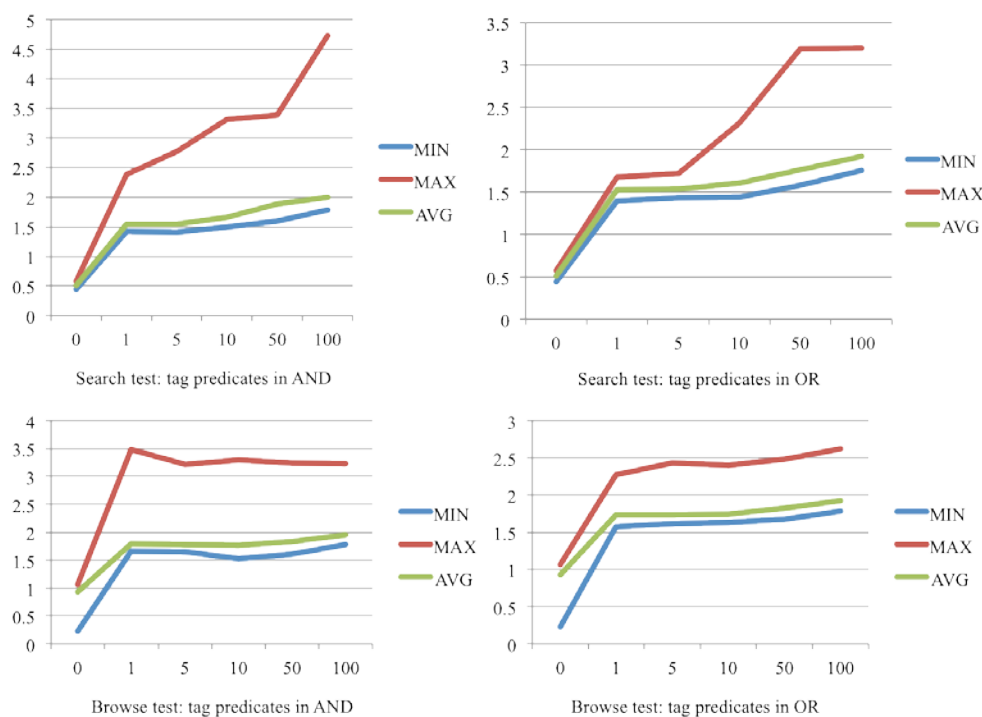 5
4.5
4
3.5
3
2.5
2
1.5
1
0.5
0
0 1 5 10 50 100
MIN
MAX
AVG
Search test: tag predicates in AND
3.5
3
2.5
2
1.5
1
0.5
0
0 1 5 10 50 100
MIN
MAX
AVG
Search test: tag predicates in OR
4
3.5
3
2.5
2
1.5
1
0.5
0
0 1 5 10 50 100
MIN
MAX
AVG
Browse test: tag predicates in AND
3
2.5
2
1.5
1
0.5
0
0 1 5 10 50 100
MIN
MAX
AVG
Browse test: tag predicates in OR